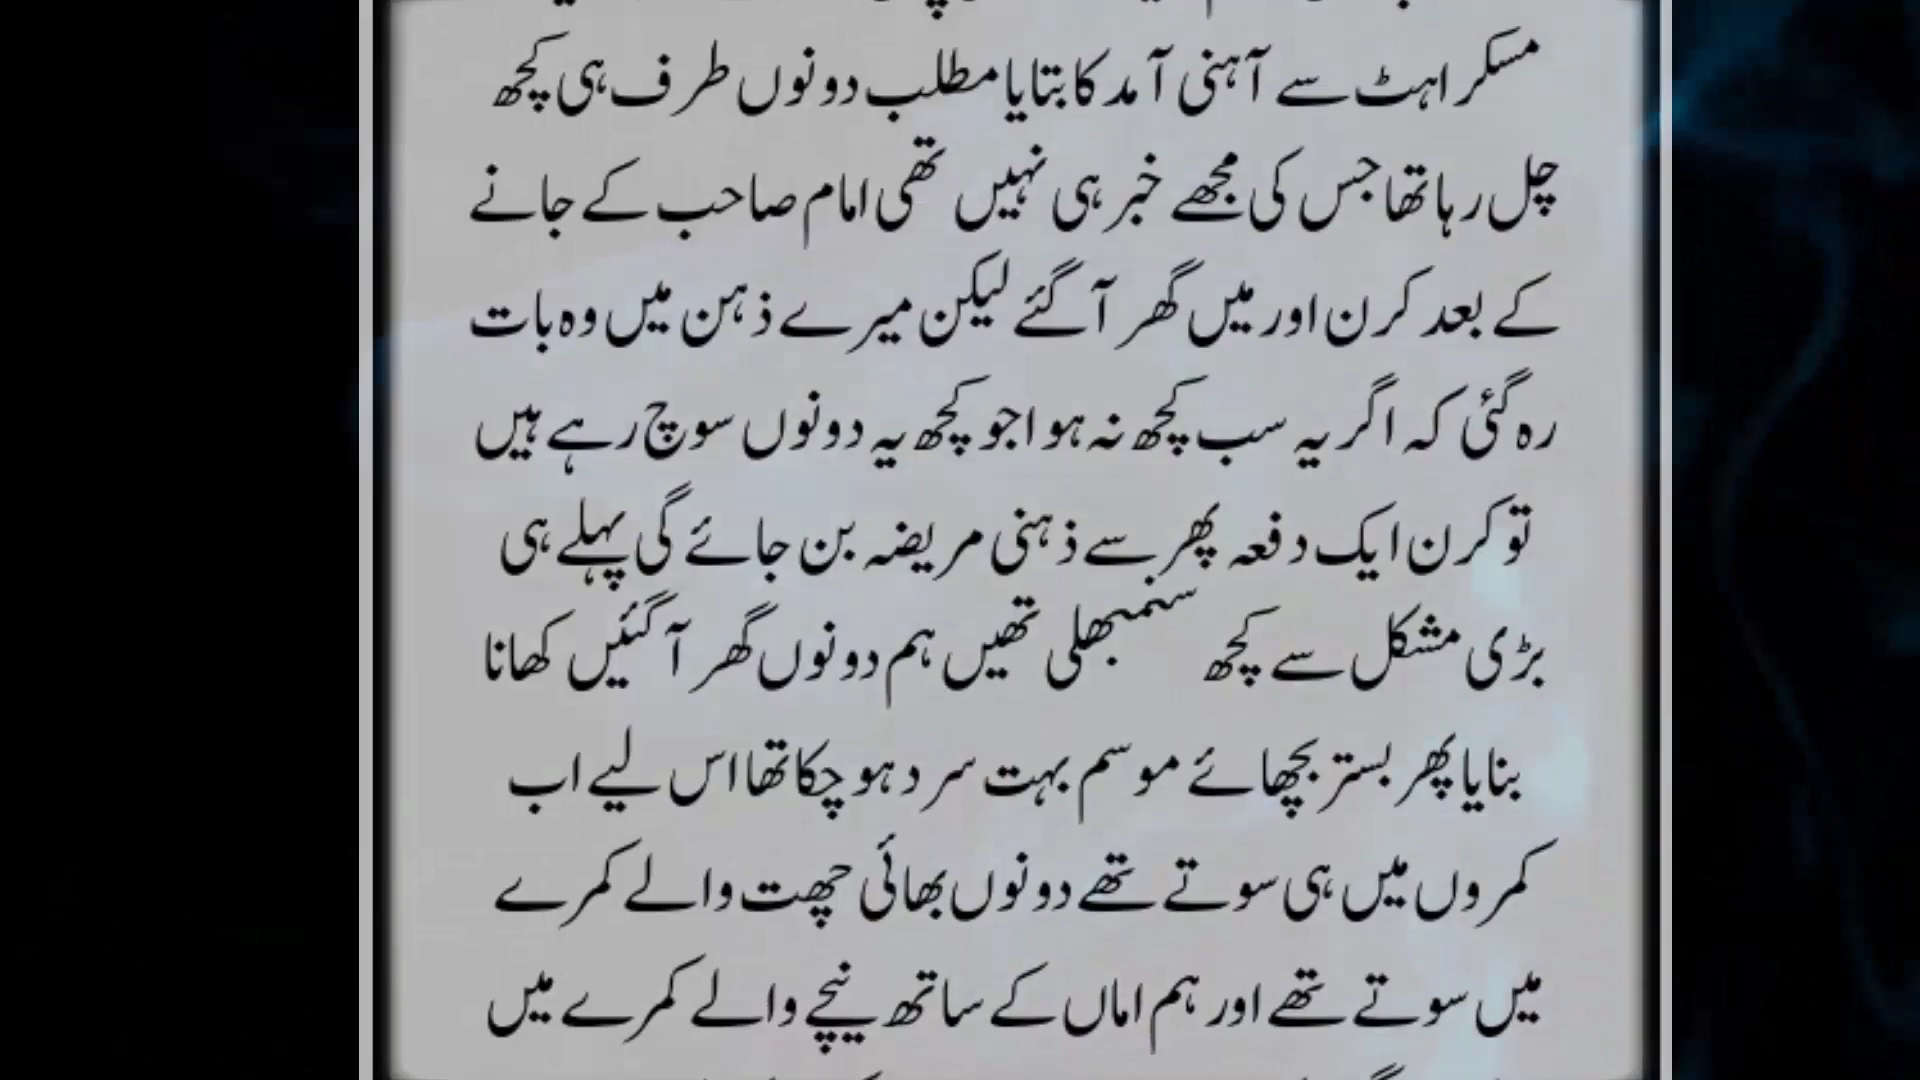 مسکراہٹ سے آہنی آمد کا بتایا مطلب دونوں طرف ہی کچھ
چل رہا تھا جس کی مجھے خبر ہی نہیں تھی امام صاحب کے جانے
کے بعد کرن اور میں گھر آ گئے لیکن میرے ذہن میں وہ بات
رہ گئی کہ اگر یہ سب کچھ نہ ہوا جو کچھ یہ دونوں سوچ رہے ہیں
تو کرن ایک دفعہ پھر سے ذہنی مریضہ بن جائے گی پہلے ہی
بڑی مشکل سے کچھ سمبھلی تھیں ہم دونوں گھر آ گئیں کھانا
بنایا پھر بستر بچھائے موسم بہت سرد ہو چکا تھا اس لیے اب
کمروں میں ہی سوتے تھے دونوں بھائی چھت والے کمرے
میں سوتے تھے اور ہم اماں کے ساتھ نیچے والے کمرے میں